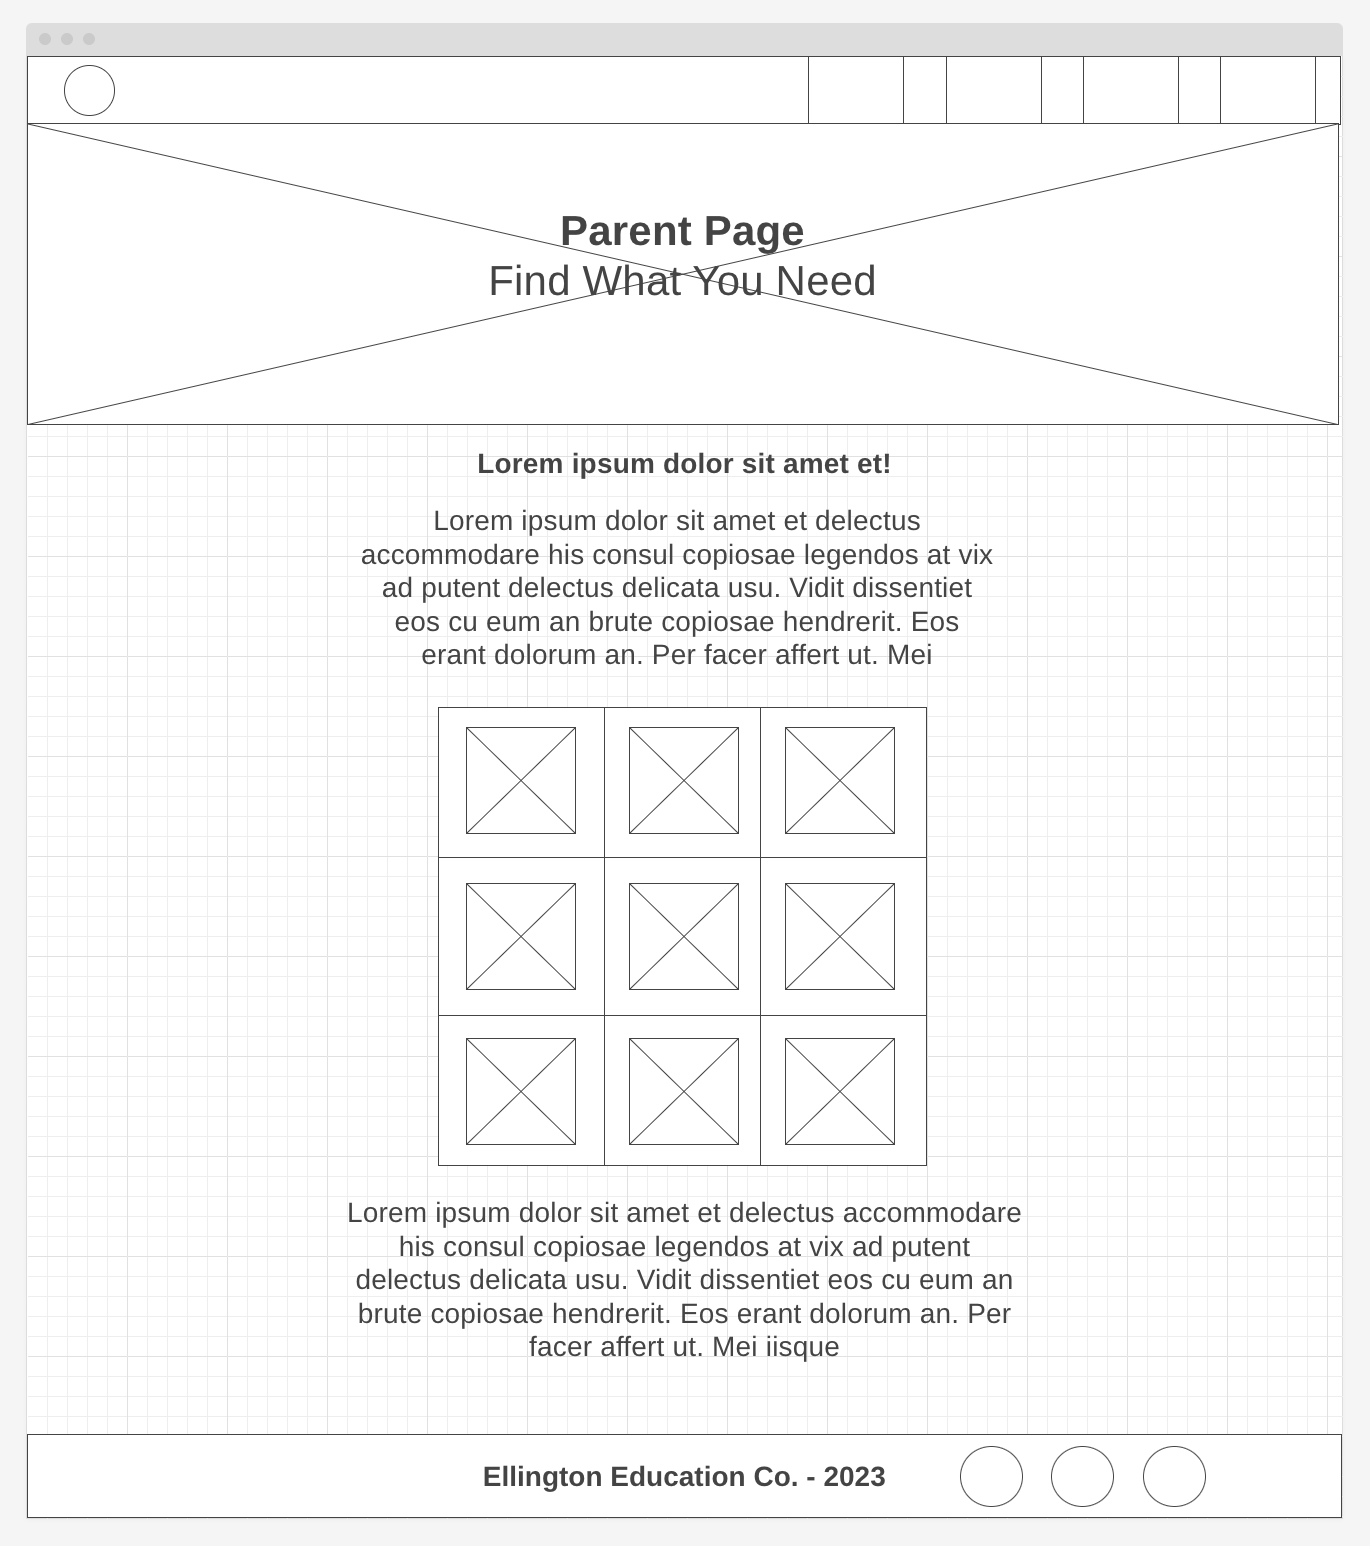 Parent Page
Find What You Need
Lorem ipsum dolor sit amet et!
Lorem ipsum dolor sit amet et delectus
accommodare his consul copiosae legendos at vix
ad putent delectus delicata usu. Vidit dissentiet
eos cu eum an brute copiosae hendrerit. Eos
erant dolorum an. Per facer affert ut. Mei
Lorem ipsum dolor sit amet et delectus accommodare
his consul copiosae legendos at vix ad putent
delectus delicata usu. Vidit dissentiet eos cu eum an
brute copiosae hendrerit. Eos erant dolorum an. Per
facer affert ut. Mei iisque
Ellington Education Co. - 2023